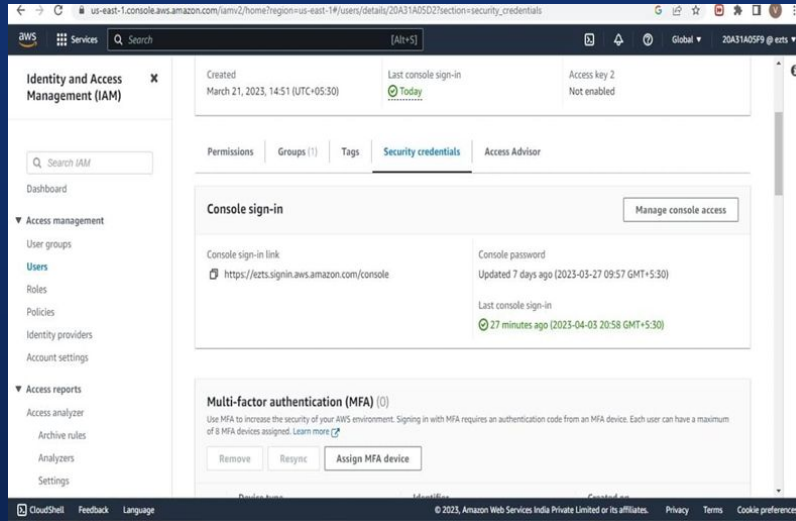 us-east-1.console.aws.amazon.com/iamv2/home?region=us-east-1#/users/details/20A31A05D2?section=security_credentials
aws
Services
Search
[Alt+S]
Global
20A31A05F9 @ ezts
Identity and Access
Management (IAM)
Search IAM
Dashboard
Access management
User groups
Users
Roles
Policies
Identity providers
Account settings
Access reports
Access analyzer
Archive rules
Analyzers
Settings
Created
March 21, 2023, 14:51 (UTC+05:30)
Last console sign-in
Today
Access key 2
Not enabled
Permissions
Groups (1)
Tags
Security credentials
Access Advisor
Console sign-in
Manage console access
Console sign-in link
https://ezts.signin.aws.amazon.com/console
Console password
Updated 7 days ago (2023-03-27 09:57 GMT+5:30)
Last console sign-in
27 minutes ago (2023-04-03 20:58 GMT+5:30)
Multi-factor authentication (MFA) (0)
Use MFA to increase the security of your AWS environment. Signing in with MFA requires an authentication code from an MFA device. Each user can have a maximum
of 8 MFA devices assigned. Learn more
Remove
Resync
Assign MFA device
Device type
Identifier
Created on
CloudShell
Feedback
Language
© 2023, Amazon Web Services India Private Limited or its affiliates.
Privacy
Terms
Cookie preferences